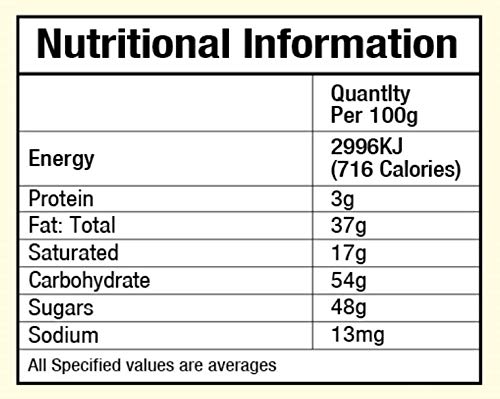 Nutritional Information
Quantity
Per 100g
Energy
2996KJ
(716 Calories)
Protein 3g
Fat: Total 37g
Saturated 17g
Carbohydrate 54g
Sugars 48g
Sodium 13mg
All Specified values are averages